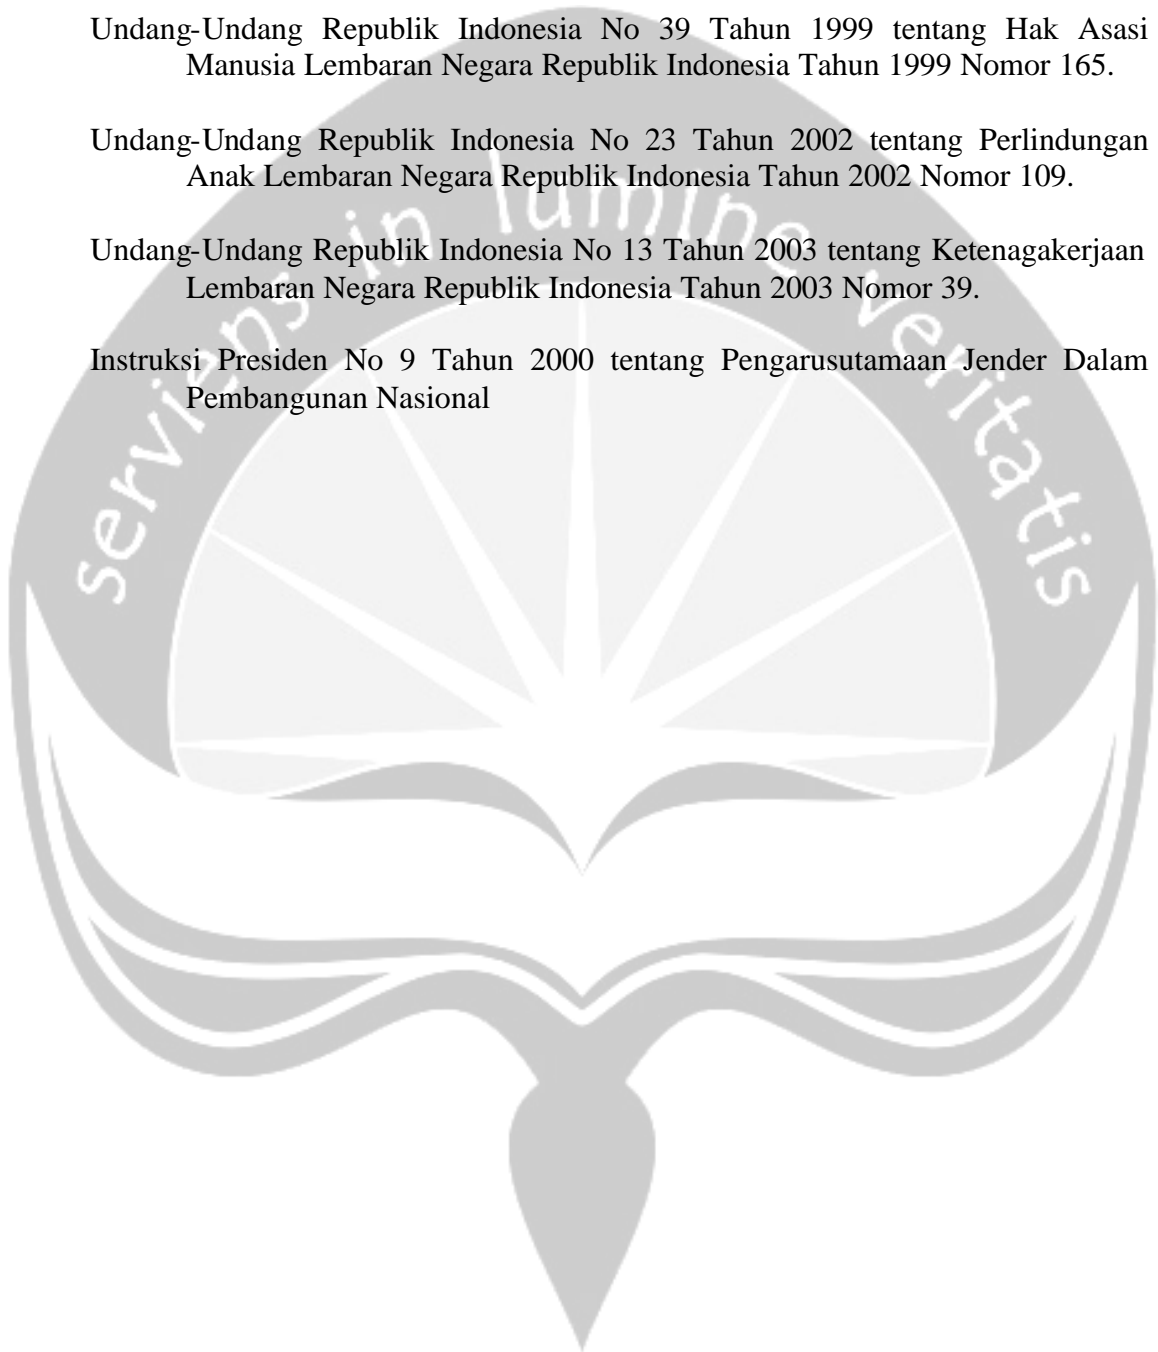 Undang-Undang Republik Indonesia No 39 Tahun 1999 tentang Hak Asasi
Manusia Lembaran Negara Republik Indonesia Tahun 1999 Nomor 165.
Undang-Undang Republik Indonesia No 23 Tahun 2002 tentang Perlindungan
Anak Lembaran Negara Republik Indonesia Tahun 2002 Nomor 109.
Undang-Undang Republik Indonesia No 13 Tahun 2003 tentang Ketenagakerjaan
Lembaran Negara Republik Indonesia Tahun 2003 Nomor 39.
Instruksi Presiden No 9 Tahun 2000 tentang Pengarusutamaan Jender Dalam
Pembangunan Nasional
serviens in lumine veritatis